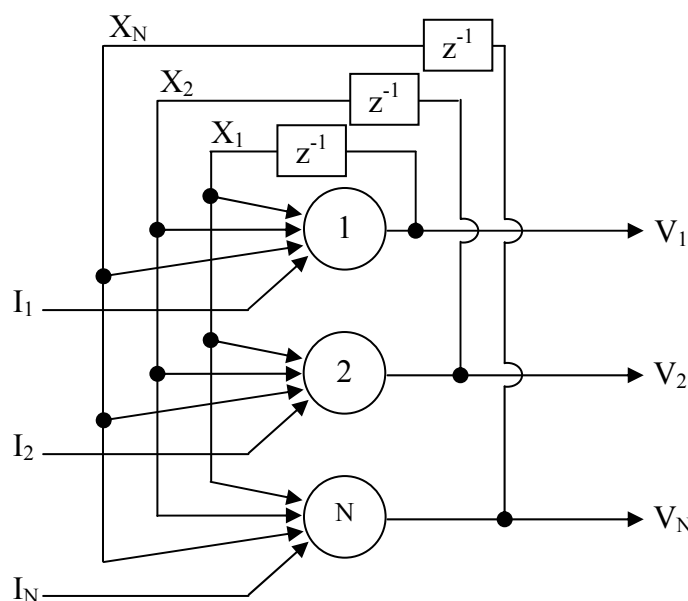 X_N z^{-1}
X_2 z^{-1}
X_1 z^{-1}
1 V_1
I_1
2 V_2
I_2
N V_N
I_N